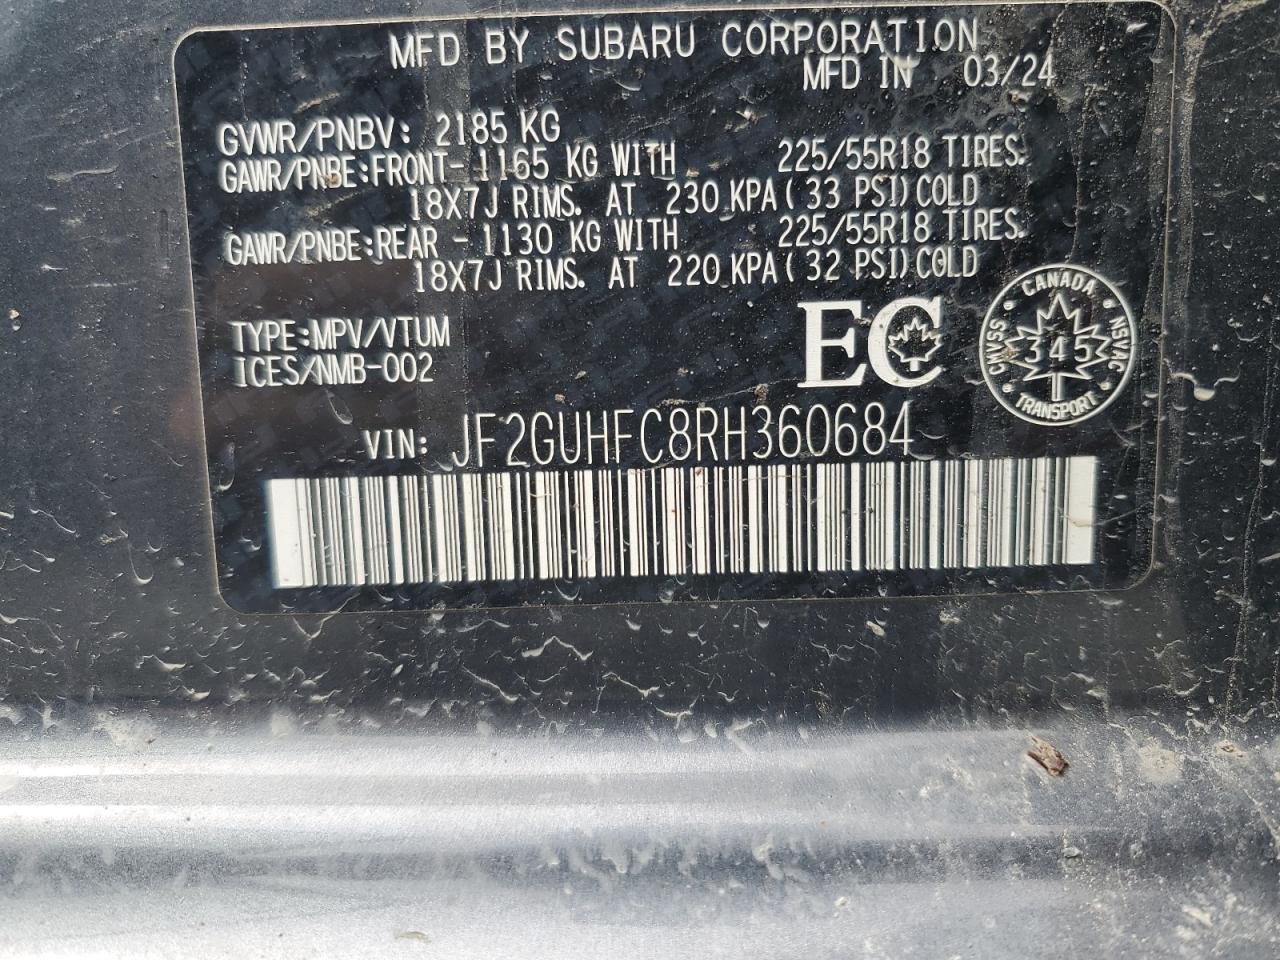 MFD BY SUBARU CORPORATION
MFD IN 03/24
GVWR/PNBV: 2185 KG
GAWR/PNBE:FRONT-1165 KG WITH 225/55R18 TIRES.
18X7J RIMS. AT 230 KPA(33 PSI)COLD
GAWR/PNBE:REAR -1130 KG WITH 225/55R18 TIRES.
18X7J RIMS. AT 220 KPA(32 PSI)COLD
TYPE:MPV/VTUM
ICES/NMB-002
EC
CANADA
CMVSS 345 NSVAC
TRANSPORT
VIN: JF2GUHFC8RH360684